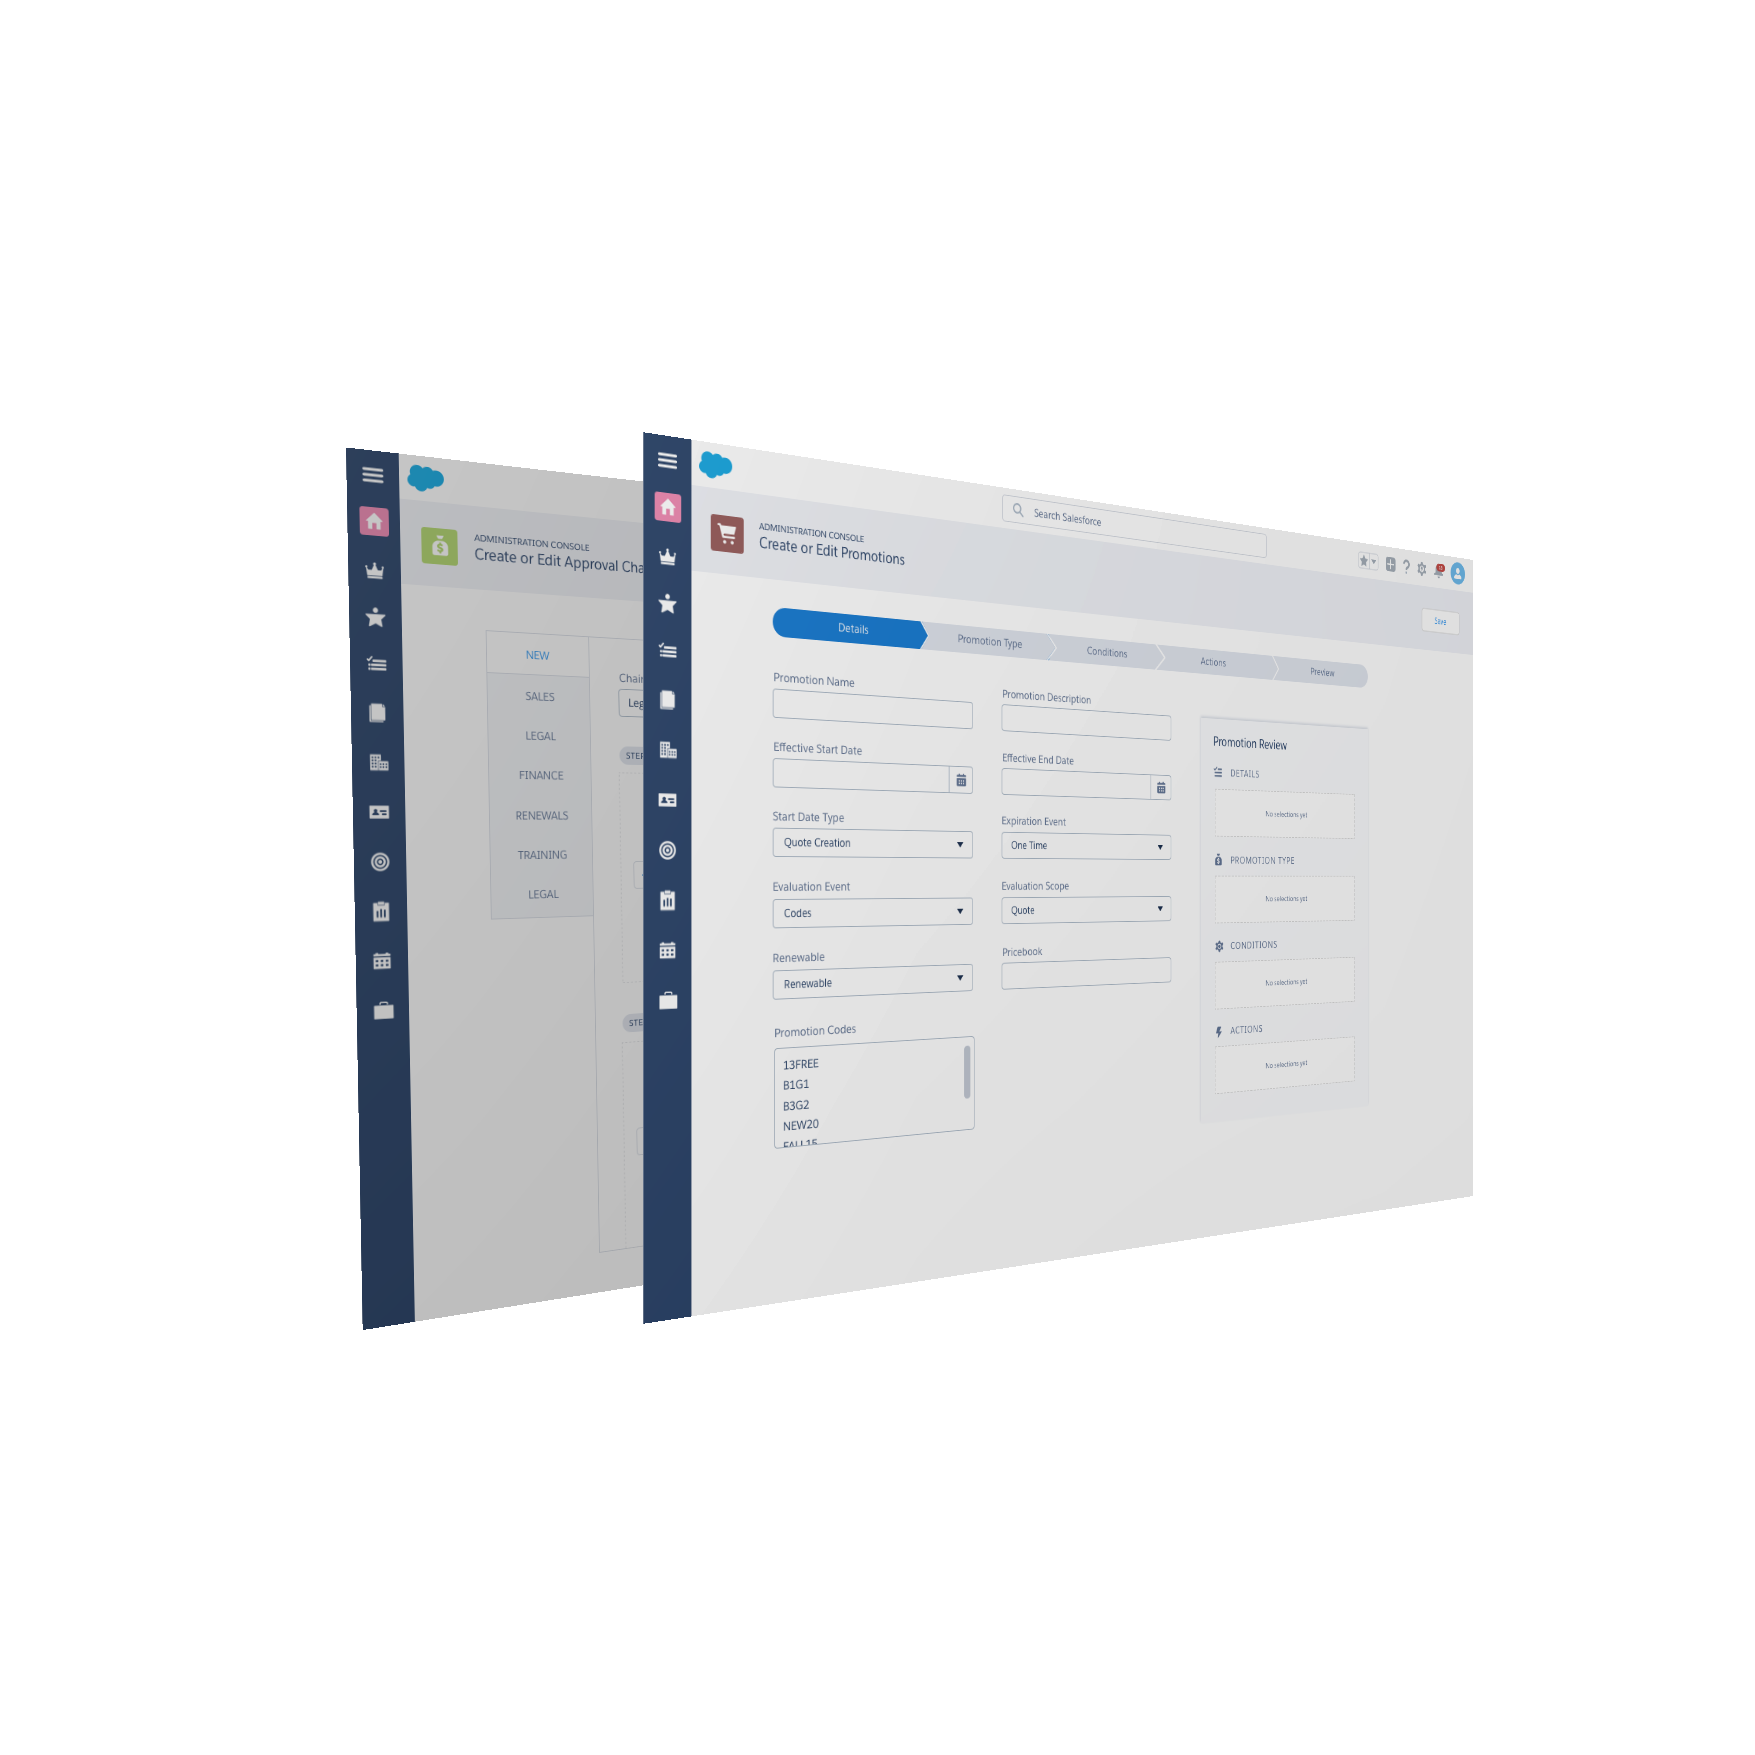 ADMINISTRATION CONSOLE
Create or Edit Approval Cha
NEW
SALES
LEGAL
FINANCE
RENEWALS
TRAINING
LEGAL
Chain
Leg
STEP
STE
Search Salesforce
ADMINISTRATION CONSOLE
Create or Edit Promotions
Save
Details
Promotion Type
Conditions
Actions
Preview
Promotion Name
Promotion Description
Effective Start Date
Effective End Date
Start Date Type
Quote Creation
Expiration Event
One Time
Evaluation Event
Codes
Evaluation Scope
Quote
Renewable
Renewable
Pricebook
Promotion Codes
13FREE
B1G1
B3G2
NEW20
FALL15
Promotion Review
DETAILS
No selections yet
PROMOTION TYPE
No selections yet
CONDITIONS
No selections yet
ACTIONS
No selections yet